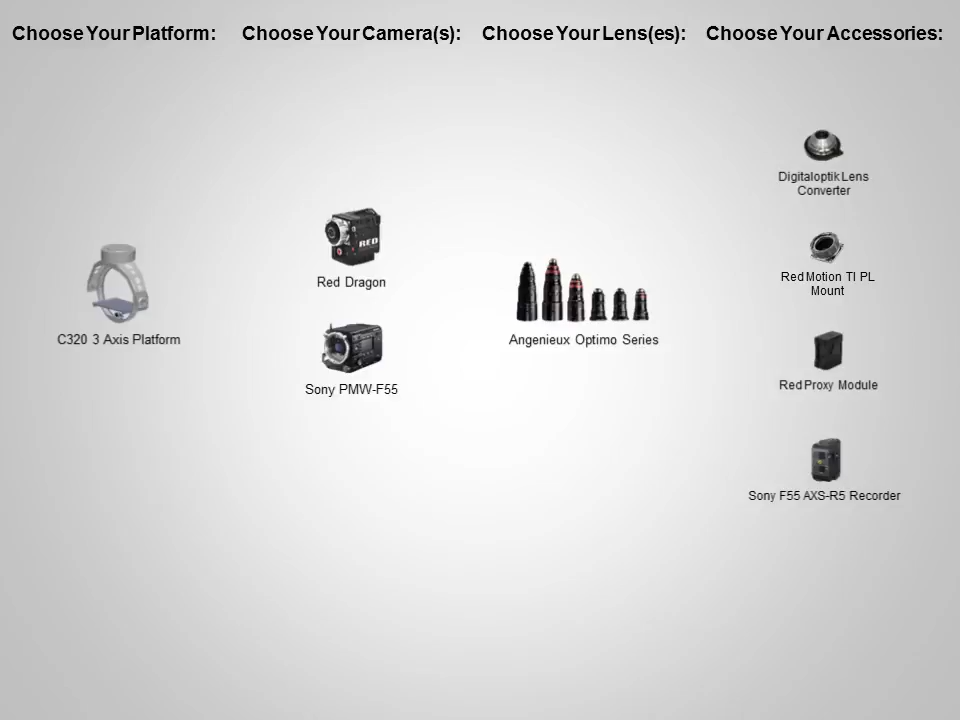 Choose Your Platform:
Choose Your Camera(s):
Choose Your Lens(es):
Choose Your Accessories:
C320 3 Axis Platform
RED
Red Dragon
Sony PMW-F55
Angenieux Optimo Series
Digitaloptik Lens
Converter
Red Motion TI PL
Mount
Red Proxy Module
Sony F55 AXS-R5 Recorder